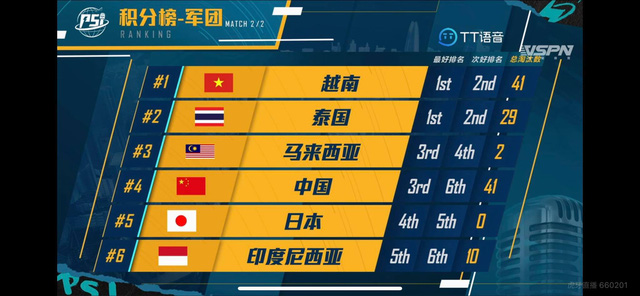 PSi 积分榜-军团 MATCH 2/2
RANKING
TT语音
VSPN
最好排名 次好排名 总淘汰数
#1 越南 1st 2nd 41
#2 泰国 1st 2nd 29
#3 马来西亚 3rd 4th 2
#4 中国 3rd 6th 41
#5 日本 4th 5th 0
#6 印度尼西亚 5th 6th 10
PSi
虎牙直播 660201